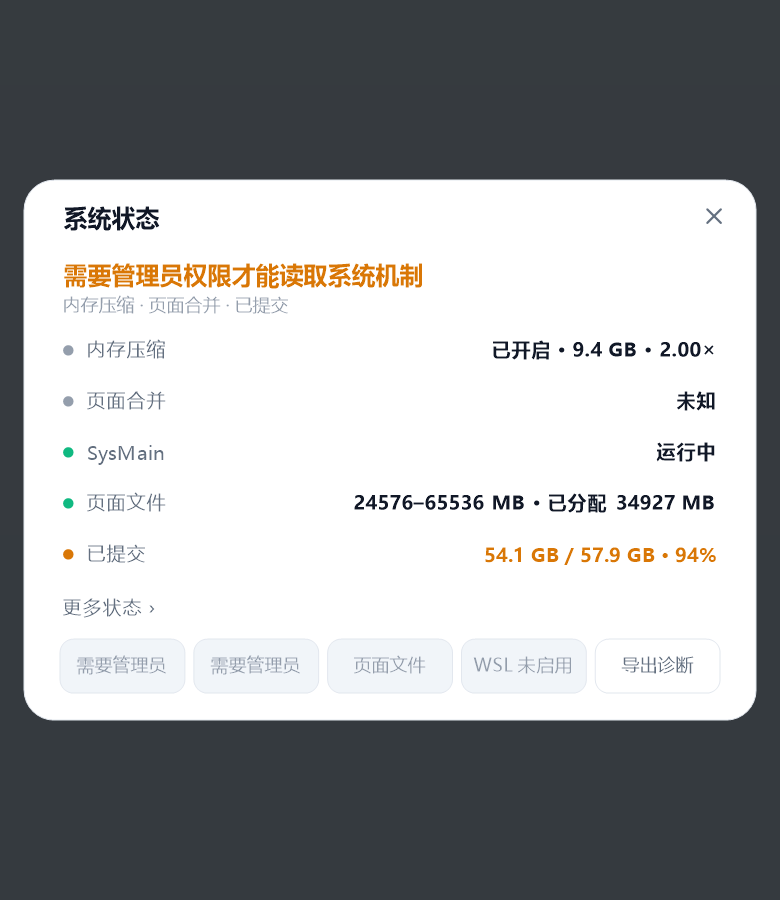 系统状态
需要管理员权限才能读取系统机制
内存压缩 · 页面合并 · 已提交
内存压缩 已开启 • 9.4 GB • 2.00×
页面合并 未知
SysMain 运行中
页面文件 24576–65536 MB • 已分配 34927 MB
已提交 54.1 GB / 57.9 GB • 94%
更多状态 ›
需要管理员 需要管理员 页面文件 WSL 未启用 导出诊断